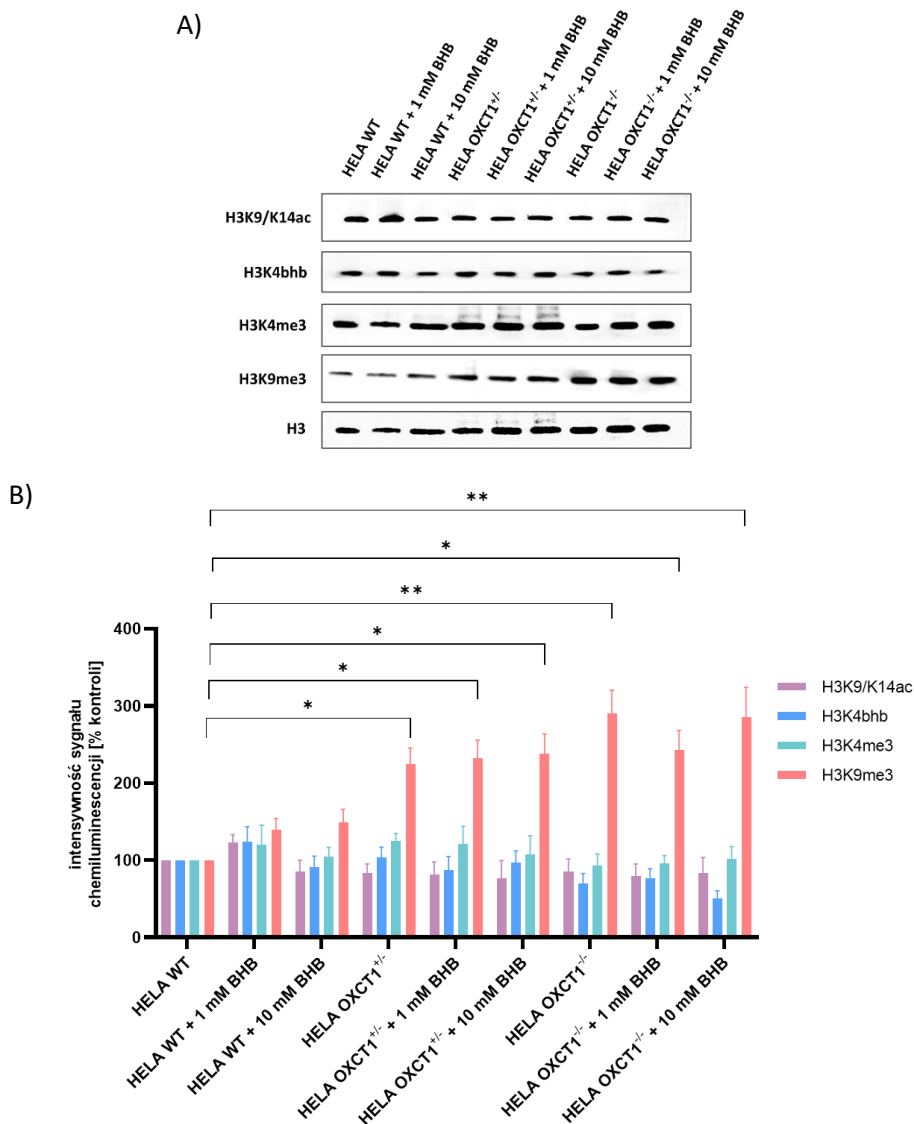 A)
HELA WT
HELA WT + 1 mM BHB
HELA WT + 10 mM BHB
HELA OXCT1+/-
HELA OXCT1+/- + 1 mM BHB
HELA OXCT1+/- + 10 mM BHB
HELA OXCT1-/-
HELA OXCT1-/- + 1 mM BHB
HELA OXCT1-/- + 10 mM BHB
H3K9/K14ac
H3K4bhb
H3K4me3
H3K9me3
H3
B)
**
*
**
*
*
*
intensywność sygnału
chemiluminescencji [% kontroli]
400
300
200
100
0
H3K9/K14ac
H3K4bhb
H3K4me3
H3K9me3
HELA WT
HELA WT + 1 mM BHB
HELA WT + 10 mM BHB
HELA OXCT1+/-
HELA OXCT1+/- + 1 mM BHB
HELA OXCT1+/- + 10 mM BHB
HELA OXCT1-/-
HELA OXCT1-/- + 1 mM BHB
HELA OXCT1-/- + 10 mM BHB